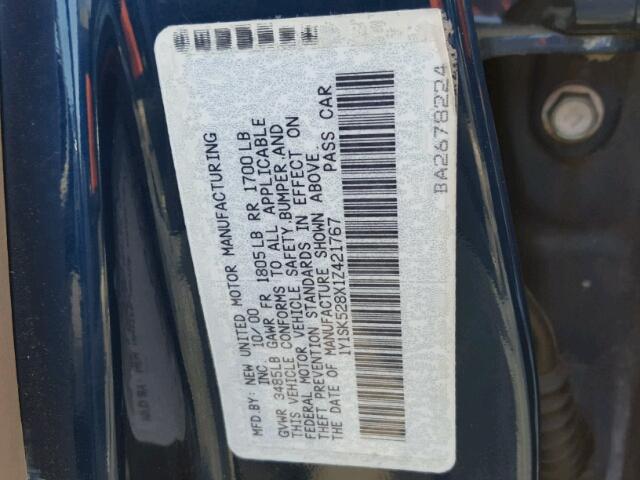 MFD.BY: NEW UNITED MOTOR MANUFACTURING
INC. 10/00
GVWR 3485LB GAWR FR 1805LB RR 1700LB
THIS VEHICLE CONFORMS TO ALL APPLICABLE
FEDERAL MOTOR VEHICLE SAFETY,BUMPER,AND
THEFT PREVENTION STANDARDS IN EFFECT ON
THE DATE OF MANUFACTURE SHOWN ABOVE.
1Y1SK528X1Z421767 PASS CAR
BA2678224